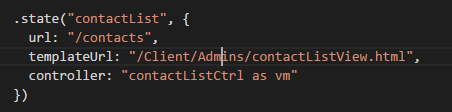 .state("contactList", {
url: "/contacts",
templateUrl: "/Client/Admins/contactListView.html",
controller: "contactListCtrl as vm"
})